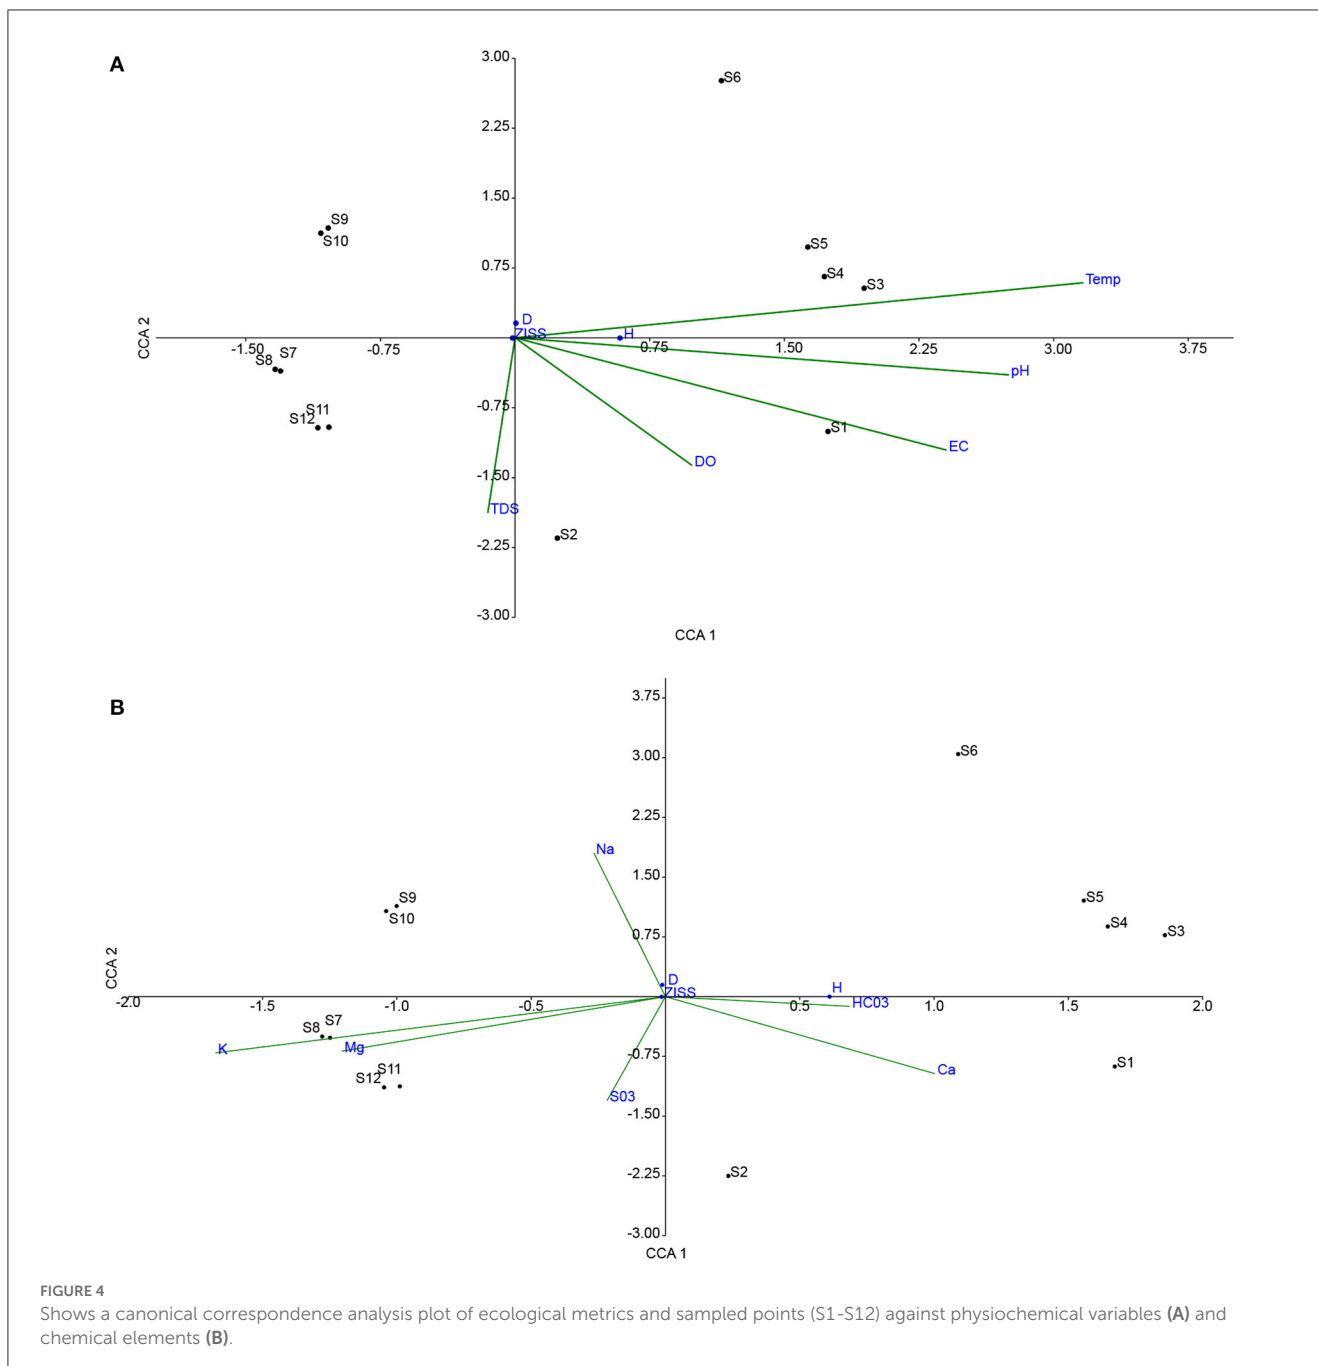 A
3.00
S6
2.25
1.50
S9
S10
S5
0.75
S4
S3
Temp
D
ZISS
H
CCA 2
-1.50
-0.75
0.75
1.50
2.25
3.00
3.75
S7
S8
pH
-0.75
S11
S12
S1
EC
DO
-1.50
TDS
S2
-2.25
-3.00
CCA 1
B
3.75
S6
3.00
2.25
Na
1.50
S9
S10
S5
S4
S3
0.75
CCA 2
D
ZISS
H
HC03
-2.0
-1.5
-1.0
-0.5
0.5
1.0
1.5
2.0
S8
S7
K
Mg
-0.75
S11
S12
Ca
S1
S03
-1.50
S2
-2.25
-3.00
CCA 1
FIGURE 4
Shows a canonical correspondence analysis plot of ecological metrics and sampled points (S1-S12) against physiochemical variables (A) and
chemical elements (B).